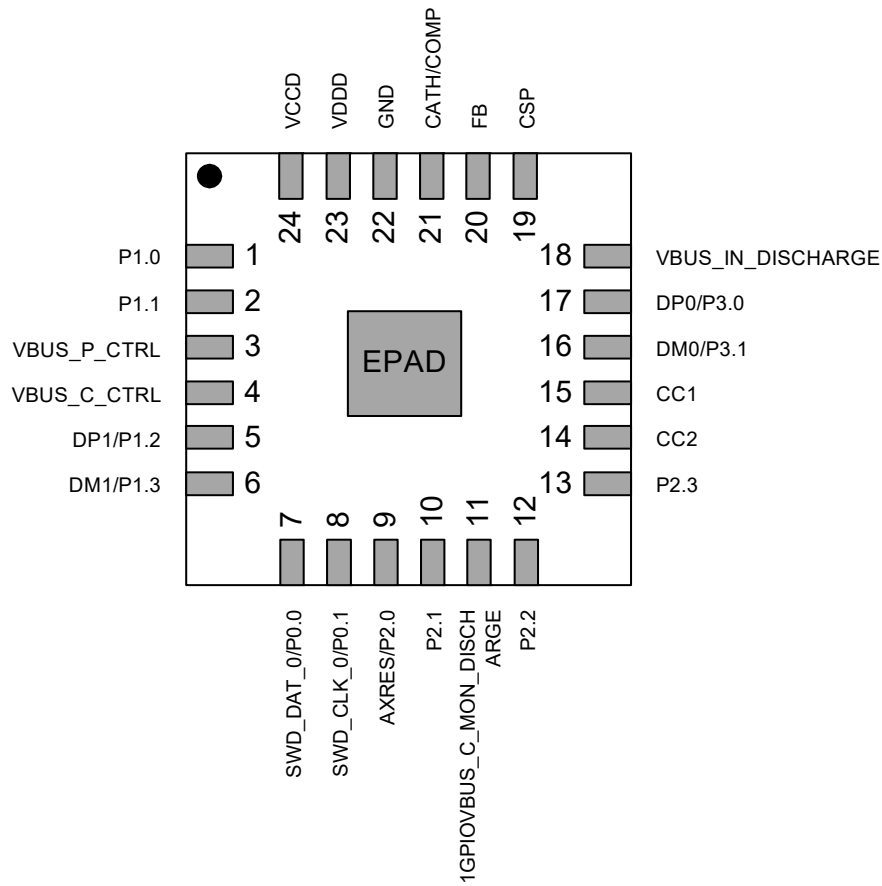 VCCD
VDDD
GND
CATH/COMP
FB
CSP
24
23
22
21
20
19
P1.0
1
P1.1
2
VBUS_P_CTRL
3
VBUS_C_CTRL
4
DP1/P1.2
5
DM1/P1.3
6
EPAD
18
VBUS_IN_DISCHARGE
17
DP0/P3.0
16
DM0/P3.1
15
CC1
14
CC2
13
P2.3
7
8
9
10
11
12
SWD_DAT_0/P0.0
SWD_CLK_0/P0.1
AXRES/P2.0
P2.1
1GPIOVBUS_C_MON_DISCH
ARGE
P2.2